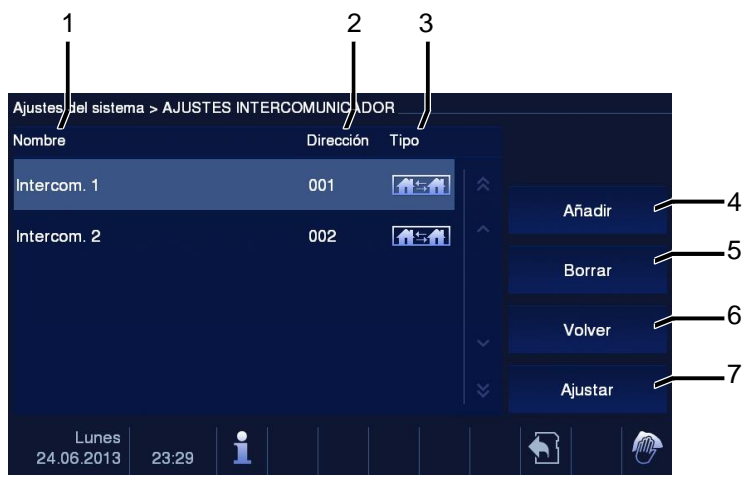 1 2 3
Ajustes del sistema > AJUSTES INTERCOMUNICADOR
Nombre Dirección Tipo
Intercom. 1 001
Intercom. 2 002
Añadir 4
Borrar 5
Volver 6
Ajustar 7
Lunes
24.06.2013 23:29